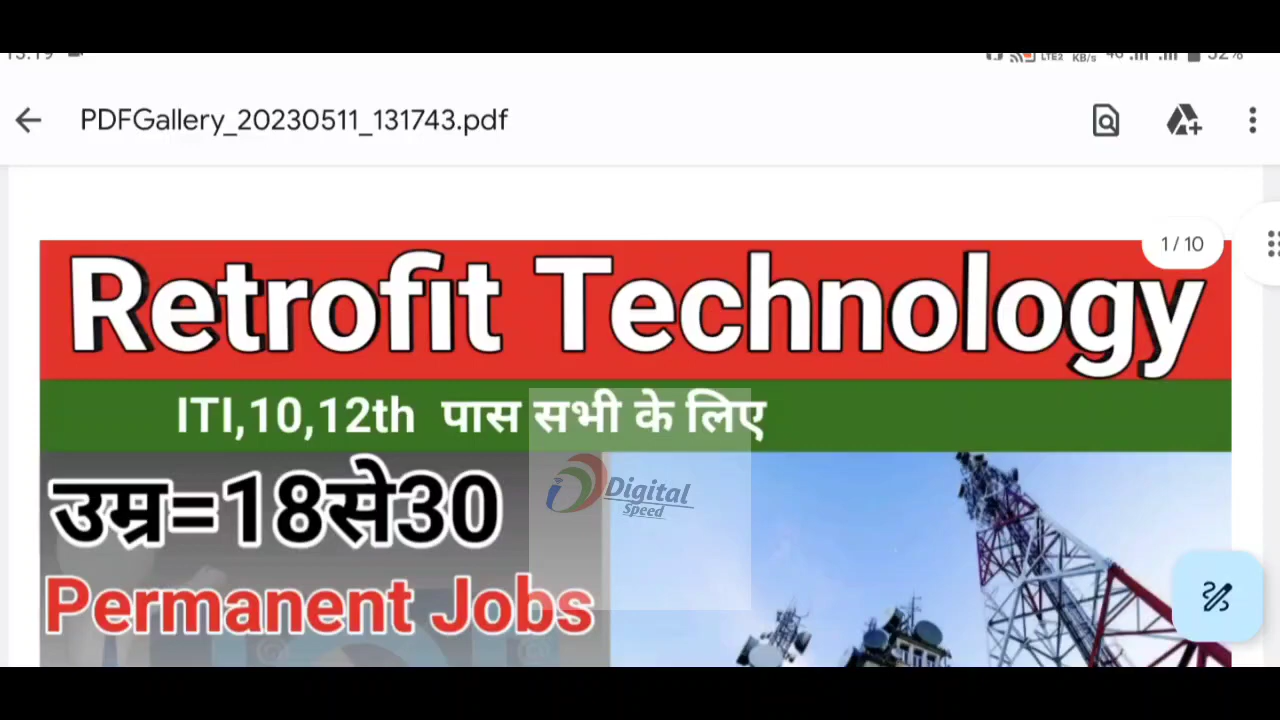 PDFGallery_20230511_131743.pdf
1 / 10
Retrofit Technology
ITI,10,12th पास सभी के लिए
उम्र=18से30
Permanent Jobs
Digital
Speed